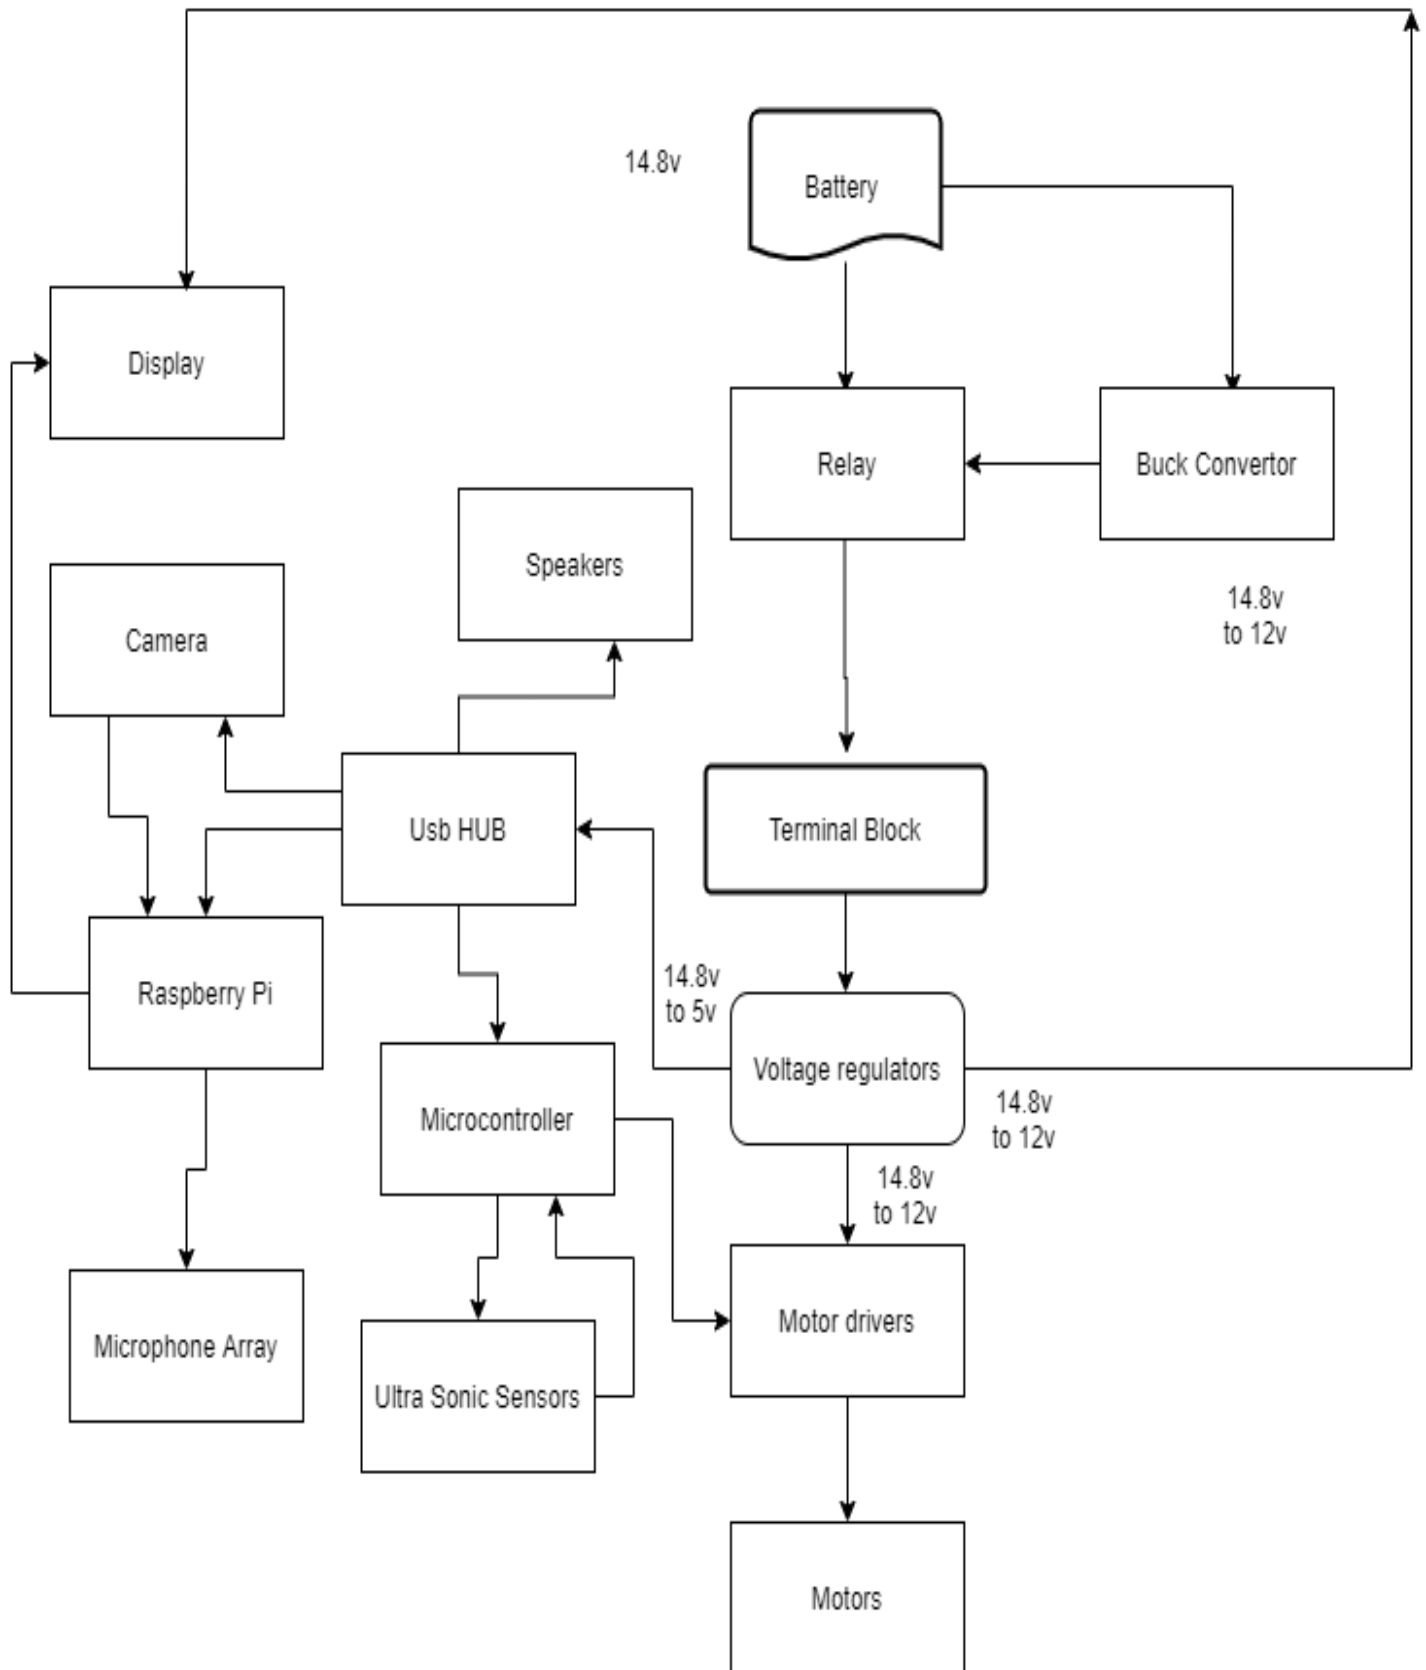 14.8v
Battery
Display
Relay
Buck Convertor
Speakers
14.8v
to 12v
Camera
Usb HUB
Terminal Block
Raspberry Pi
14.8v
to 5v
Voltage regulators
Microcontroller
14.8v
to 12v
14.8v
to 12v
Motor drivers
Microphone Array
Ultra Sonic Sensors
Motors